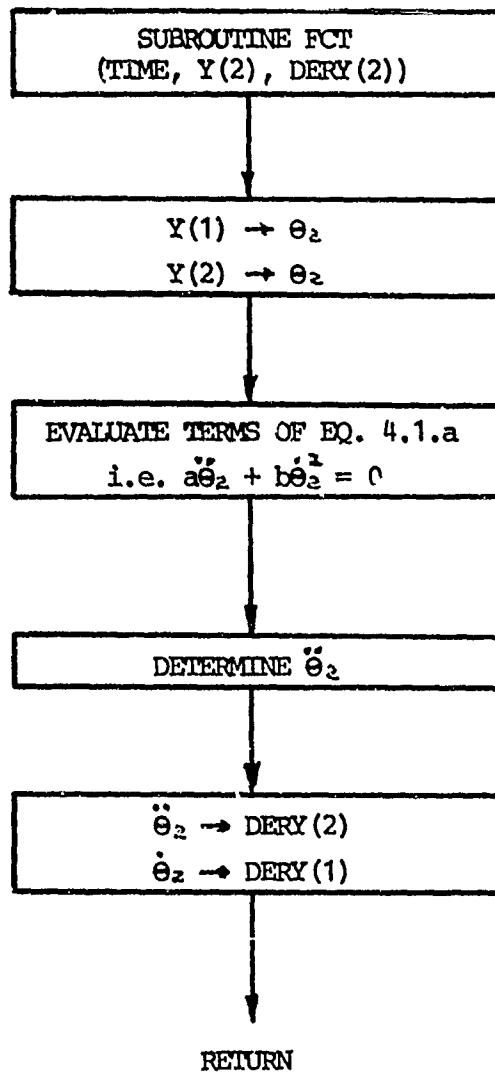 SUBROUTINE FCT
(TIME, Y(2), DERY(2))
Y(1) → θ₂
Y(2) → θ₂
EVALUATE TERMS OF EQ. 4.1.a
i.e. aθ̈₂ + bθ̇₂² = 0
DETERMINE θ̈₂
θ̈₂ → DERY(2)
θ̇₂ → DERY(1)
RETURN